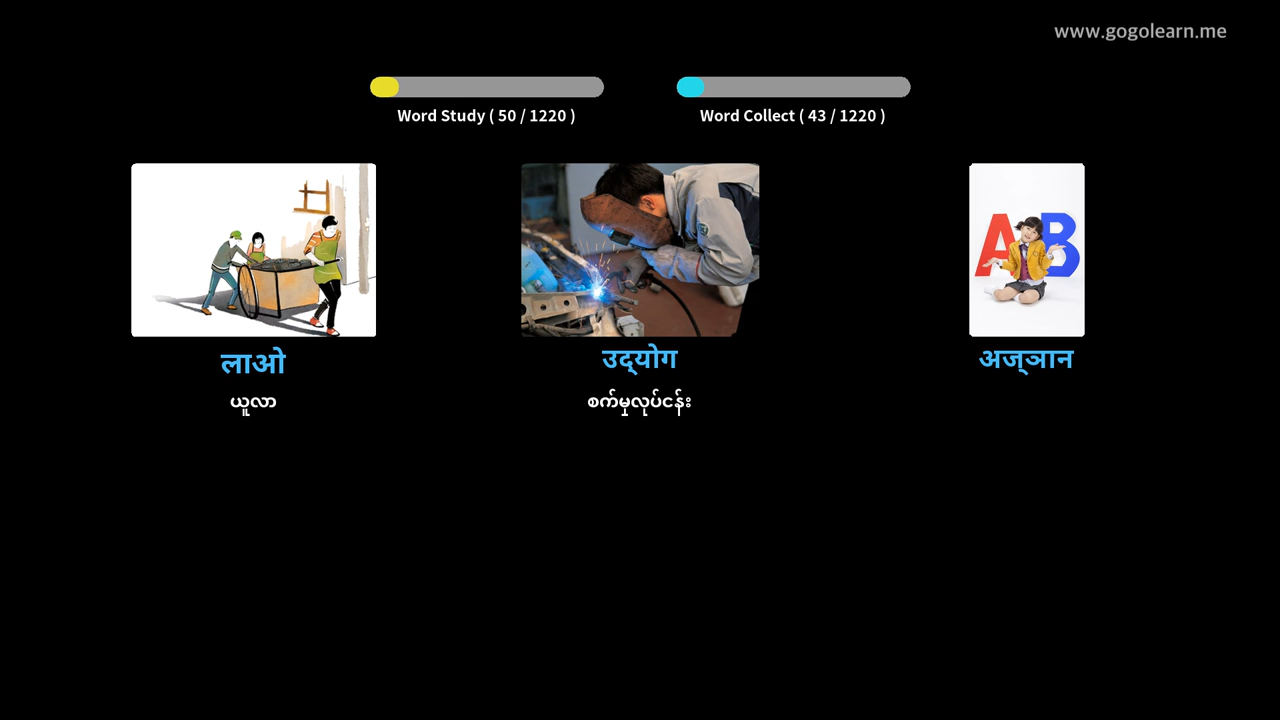 www.gogolearn.me
Word Study ( 50 / 1220 )
Word Collect ( 43 / 1220 )
A B
लाओ
उद्योग
अज्ञान
ယူလာ
စက်မှုလုပ်ငန်း